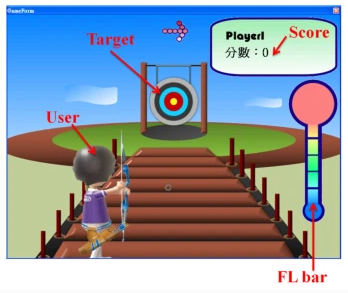 GameForm
Target
Player1
Score
分數：0
User
FL bar